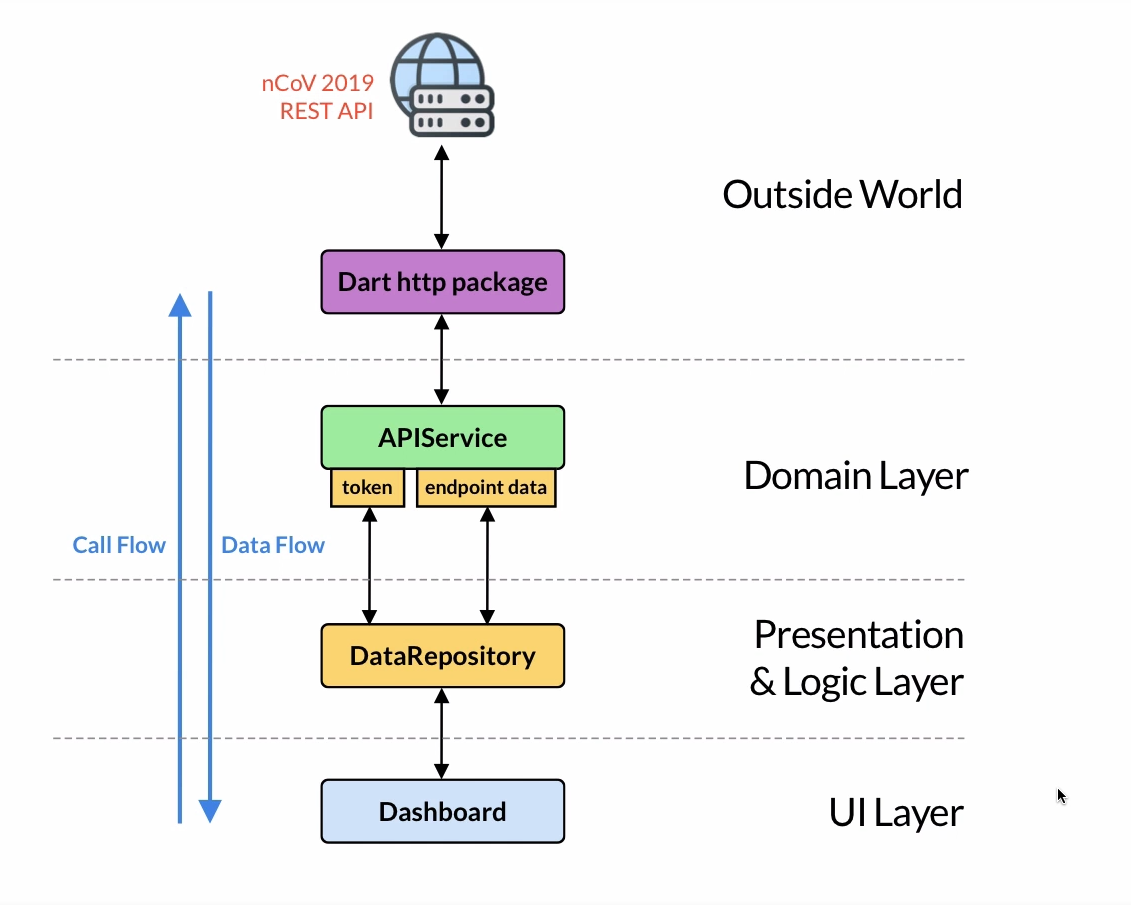 nCoV 2019
REST API
Outside World
Dart http package
APIService
token
endpoint data
Domain Layer
Call Flow
Data Flow
DataRepository
Presentation
& Logic Layer
Dashboard
UI Layer